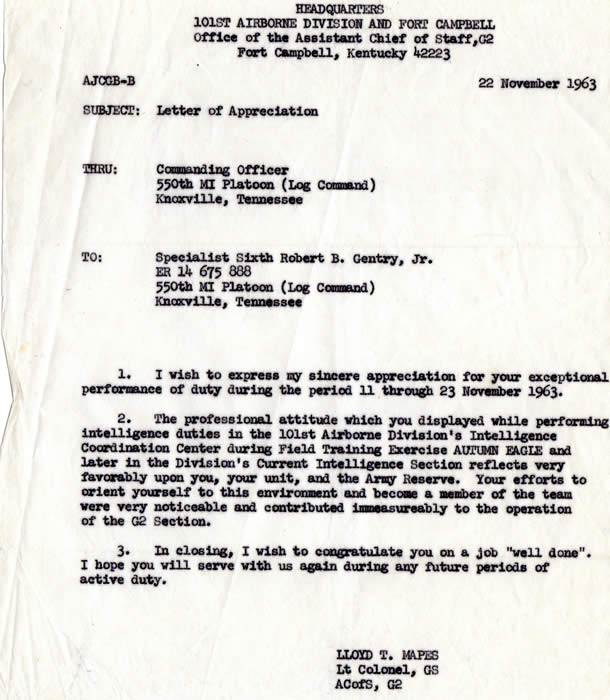 HEADQUARTERS
101ST AIRBORNE DIVISION AND FORT CAMPBELL
Office of the Assistant Chief of Staff,G2
Fort Campbell, Kentucky 42223
AJCGB-B 22 November 1963
SUBJECT: Letter of Appreciation
THRU: Commanding Officer
550th MI Platoon (Log Command)
Knoxville, Tennessee
TO: Specialist Sixth Robert B. Gentry, Jr.
ER 14 675 888
550th MI Platoon (Log Command)
Knoxville, Tennessee
1. I wish to express my sincere appreciation for your exceptional
performance of duty during the period 11 through 23 November 1963.
2. The professional attitude which you displayed while performing
intelligence duties in the 101st Airborne Division's Intelligence
Coordination Center during Field Training Exercise AUTUMN EAGLE and
later in the Division's Current Intelligence Section reflects very
favorably upon you, your unit, and the Army Reserve. Your efforts to
orient yourself to this environment and become a member of the team
were very noticeable and contributed immeasureably to the operation
of the G2 Section.
3. In closing, I wish to congratulate you on a job "well done".
I hope you will serve with us again during any future periods of
active duty.
LLOYD T. MAPES
Lt Colonel, GS
ACofS, G2